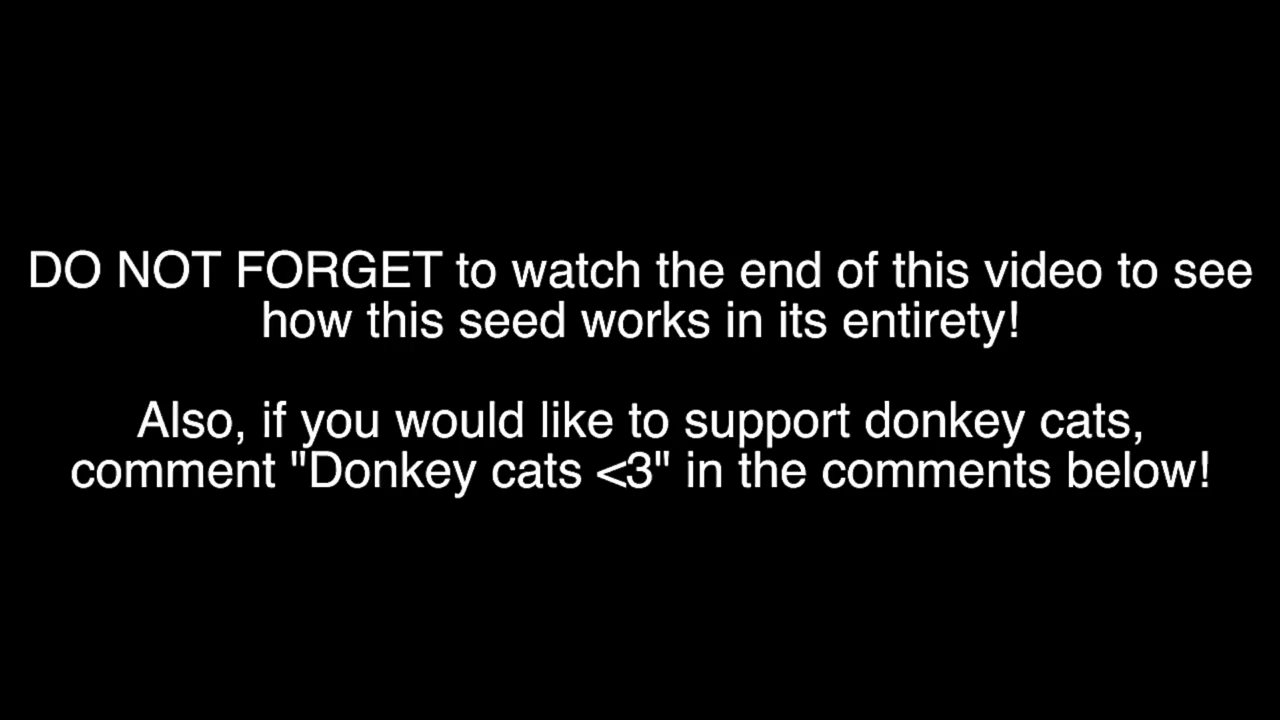 DO NOT FORGET to watch the end of this video to see
how this seed works in its entirety!
Also, if you would like to support donkey cats,
comment "Donkey cats <3" in the comments below!